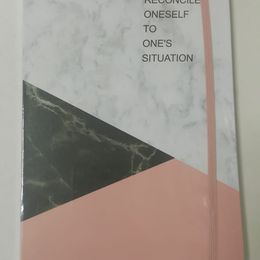 RECONCILE
ONESELF
TO
ONE'S
SITUATION